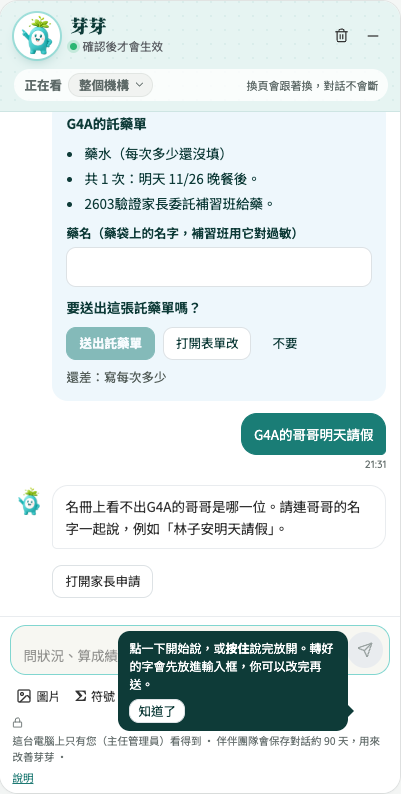 芽芽
確認後才會生效
正在看 整個機構 換頁會跟著換，對話不會斷
G4A的託藥單
• 藥水（每次多少還沒填）
• 共 1 次：明天 11/26 晚餐後。
• 2603驗證家長委託補習班給藥。
藥名（藥袋上的名字，補習班用它對過敏）
要送出這張託藥單嗎？
送出託藥單 打開表單改 不要
還差：寫每次多少
G4A的哥哥明天請假
21:31
名冊上看不出G4A的哥哥是哪一位。請連哥哥的名
字一起說，例如「林子安明天請假」。
打開家長申請
點一下開始說，或按住說完放開。轉好
的字會先放進輸入框，你可以改完再
送。
知道了
問狀況、算成績
圖片 Σ 符號
這台電腦上只有您（主任管理員）看得到 · 伴伴團隊會保存對話約 90 天，用來
改善芽芽 ·
說明